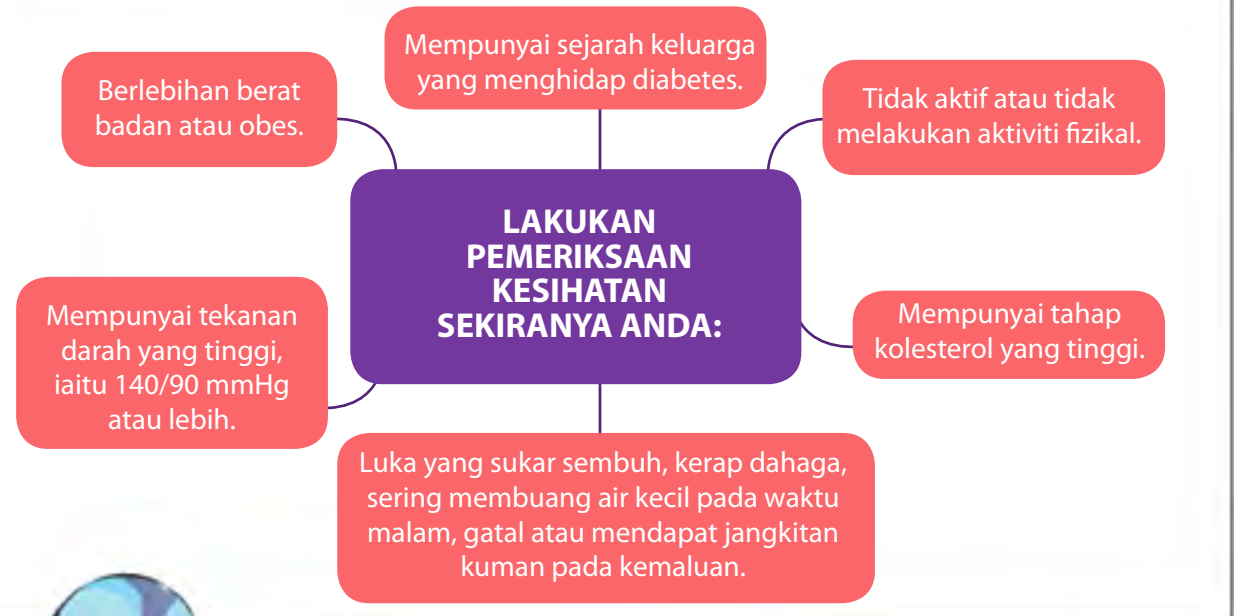 Mempunyai sejarah keluarga
yang menghidap diabetes.
Berlebihan berat
badan atau obes.
Tidak aktif atau tidak
melakukan aktiviti fizikal.
LAKUKAN
PEMERIKSAAN
KESIHATAN
SEKIRANYA ANDA:
Mempunyai tekanan
darah yang tinggi,
iaitu 140/90 mmHg
atau lebih.
Mempunyai tahap
kolesterol yang tinggi.
Luka yang sukar sembuh, kerap dahaga,
sering membuang air kecil pada waktu
malam, gatal atau mendapat jangkitan
kuman pada kemaluan.